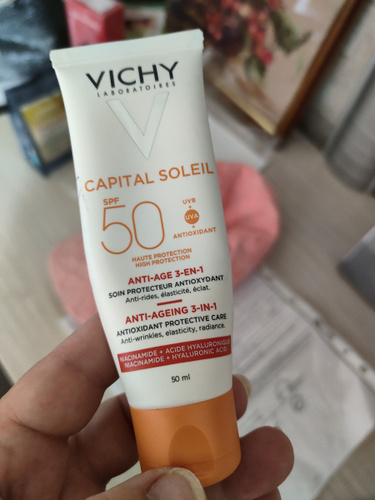 VICHY
LABORATOIRES
V
CAPITAL SOLEIL
SPF
50
UVB
+
UVA
+
ANTIOXIDANT
HAUTE PROTECTION
HIGH PROTECTION
ANTI-AGE 3-EN-1
SOIN PROTECTEUR ANTIOXYDANT
Anti-rides, élasticité, éclat.
ANTI-AGEING 3-IN-1
ANTIOXIDANT PROTECTIVE CARE
Anti-wrinkles, elasticity, radiance.
NIACINAMIDE + ACIDE HYALURONIQUE
NIACINAMIDE + HYALURONIC ACID
50 ml